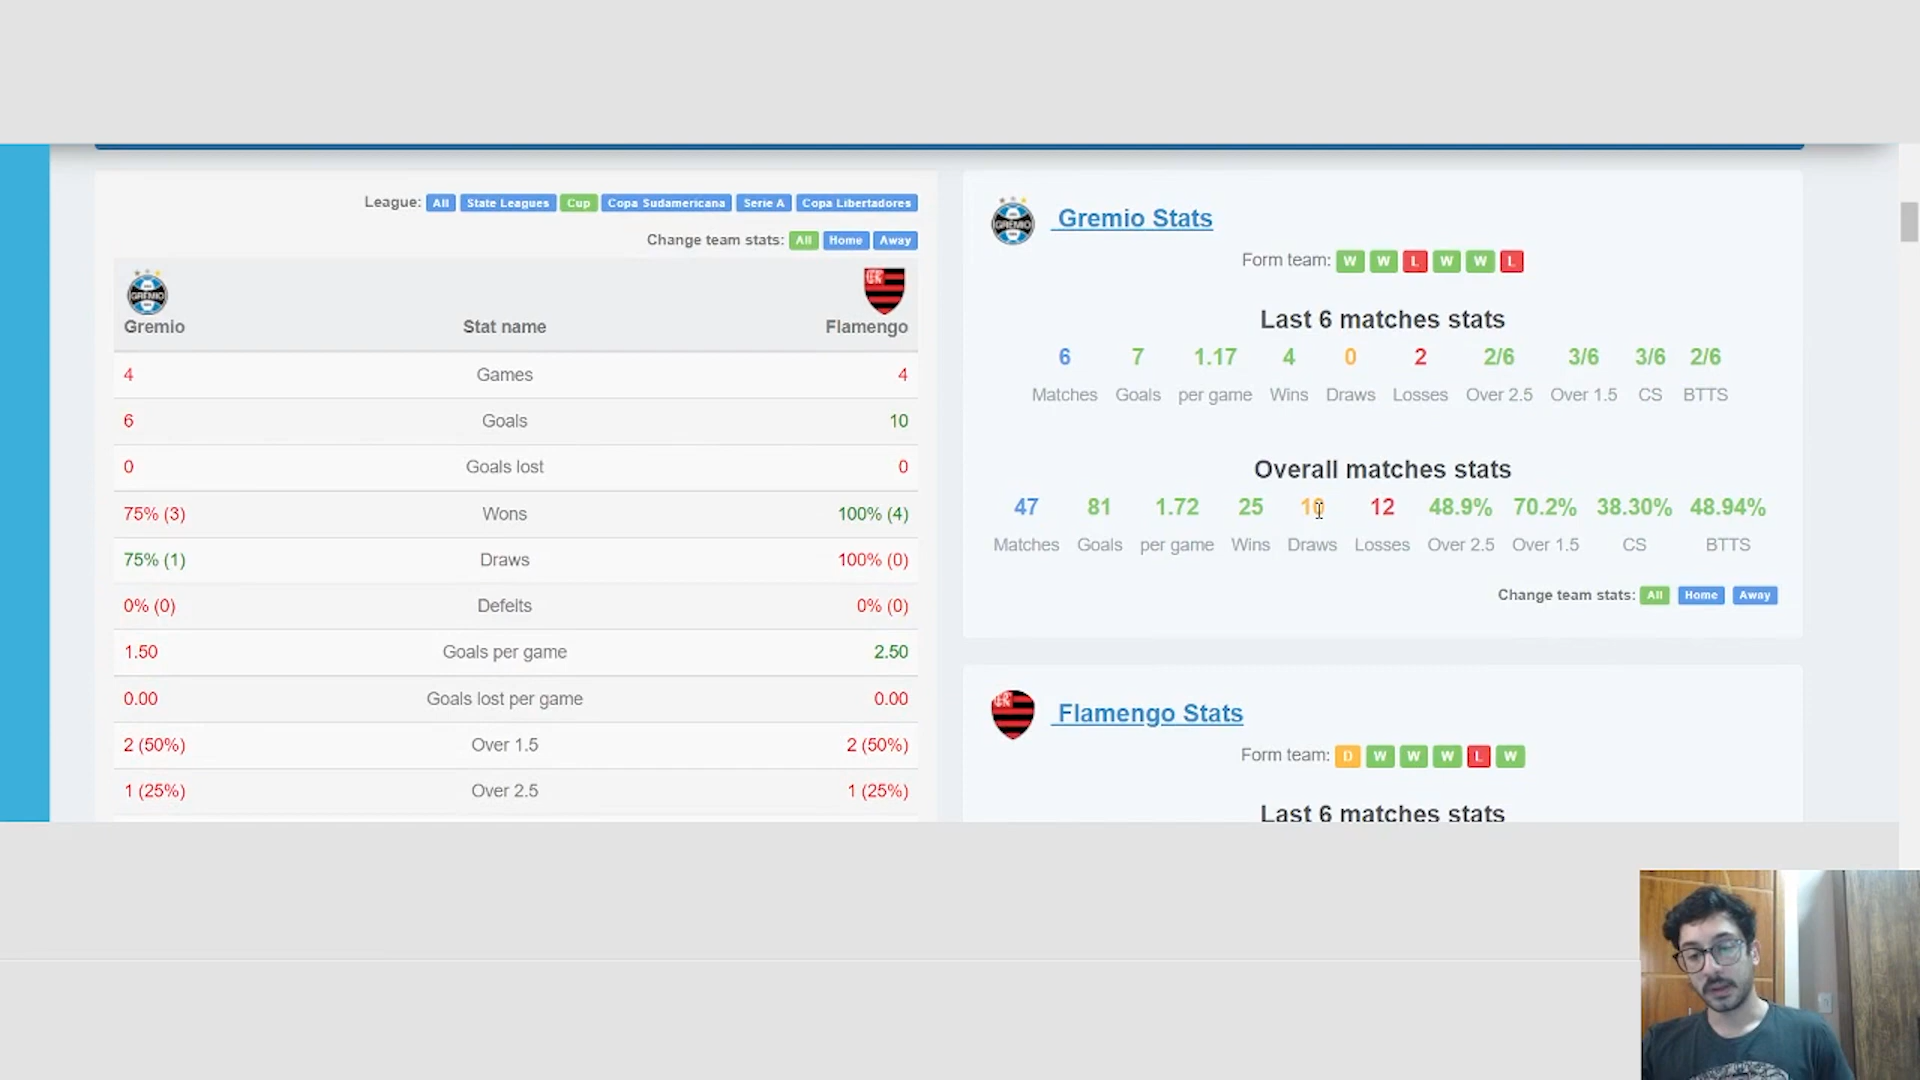 League: All State Leagues Cup Copa Sudamericana Serie A Copa Libertadores
Change team stats: All Home Away
GRÊMIO
Gremio Stat name Flamengo
4 Games 4
6 Goals 10
0 Goals lost 0
75% (3) Wons 100% (4)
75% (1) Draws 100% (0)
0% (0) Defeits 0% (0)
1.50 Goals per game 2.50
0.00 Goals lost per game 0.00
2 (50%) Over 1.5 2 (50%)
1 (25%) Over 2.5 1 (25%)
GRÊMIO
Gremio Stats
Form team: W W L W W L
Last 6 matches stats
6 7 1.17 4 0 2 2/6 3/6 3/6 2/6
Matches Goals per game Wins Draws Losses Over 2.5 Over 1.5 CS BTTS
Overall matches stats
47 81 1.72 25 10 12 48.9% 70.2% 38.30% 48.94%
Matches Goals per game Wins Draws Losses Over 2.5 Over 1.5 CS BTTS
Change team stats: All Home Away
Flamengo Stats
Form team: D W W W L W
Last 6 matches stats